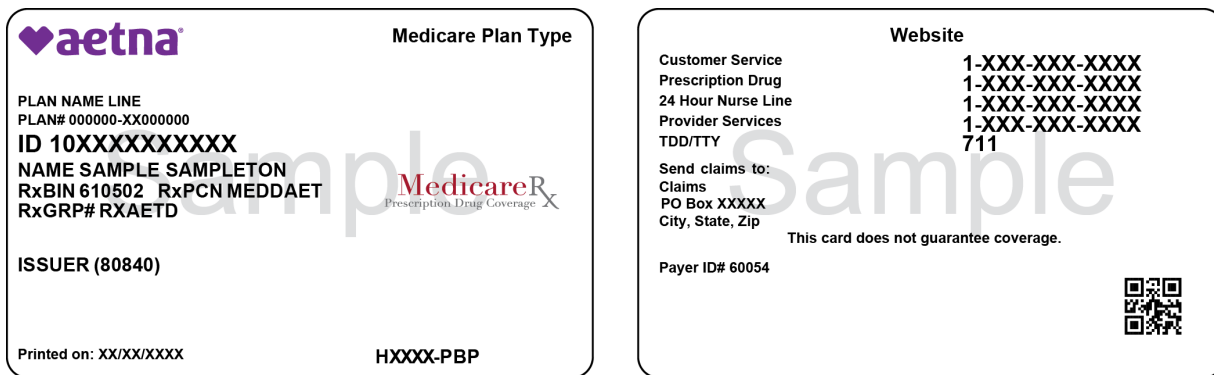 aetna®
Medicare Plan Type
PLAN NAME LINE
PLAN# 000000-XX000000
ID 10XXXXXXXXXX
NAME SAMPLE SAMPLETON
RxBIN 610502 RxPCN MEDDAET
RxGRP# RXAETD
MedicareRx
Prescription Drug Coverage
ISSUER (80840)
Printed on: XX/XX/XXXX
HXXXX-PBP
Sample
Website
Customer Service 1-XXX-XXX-XXXX
Prescription Drug 1-XXX-XXX-XXXX
24 Hour Nurse Line 1-XXX-XXX-XXXX
Provider Services 1-XXX-XXX-XXXX
TDD/TTY 711
Send claims to:
Claims
PO Box XXXXX
City, State, Zip
This card does not guarantee coverage.
Payer ID# 60054
Sample